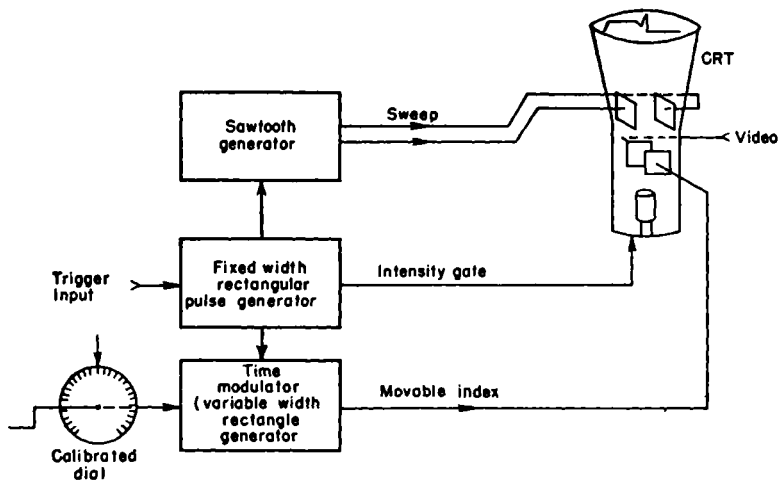 CRT
Sweep
Sawtooth
generator
Video
Fixed width
rectangular
pulse generator
Intensity gate
Trigger
Input
Time
modulator
(variable width
rectangle
generator
Movable index
Calibrated
dial